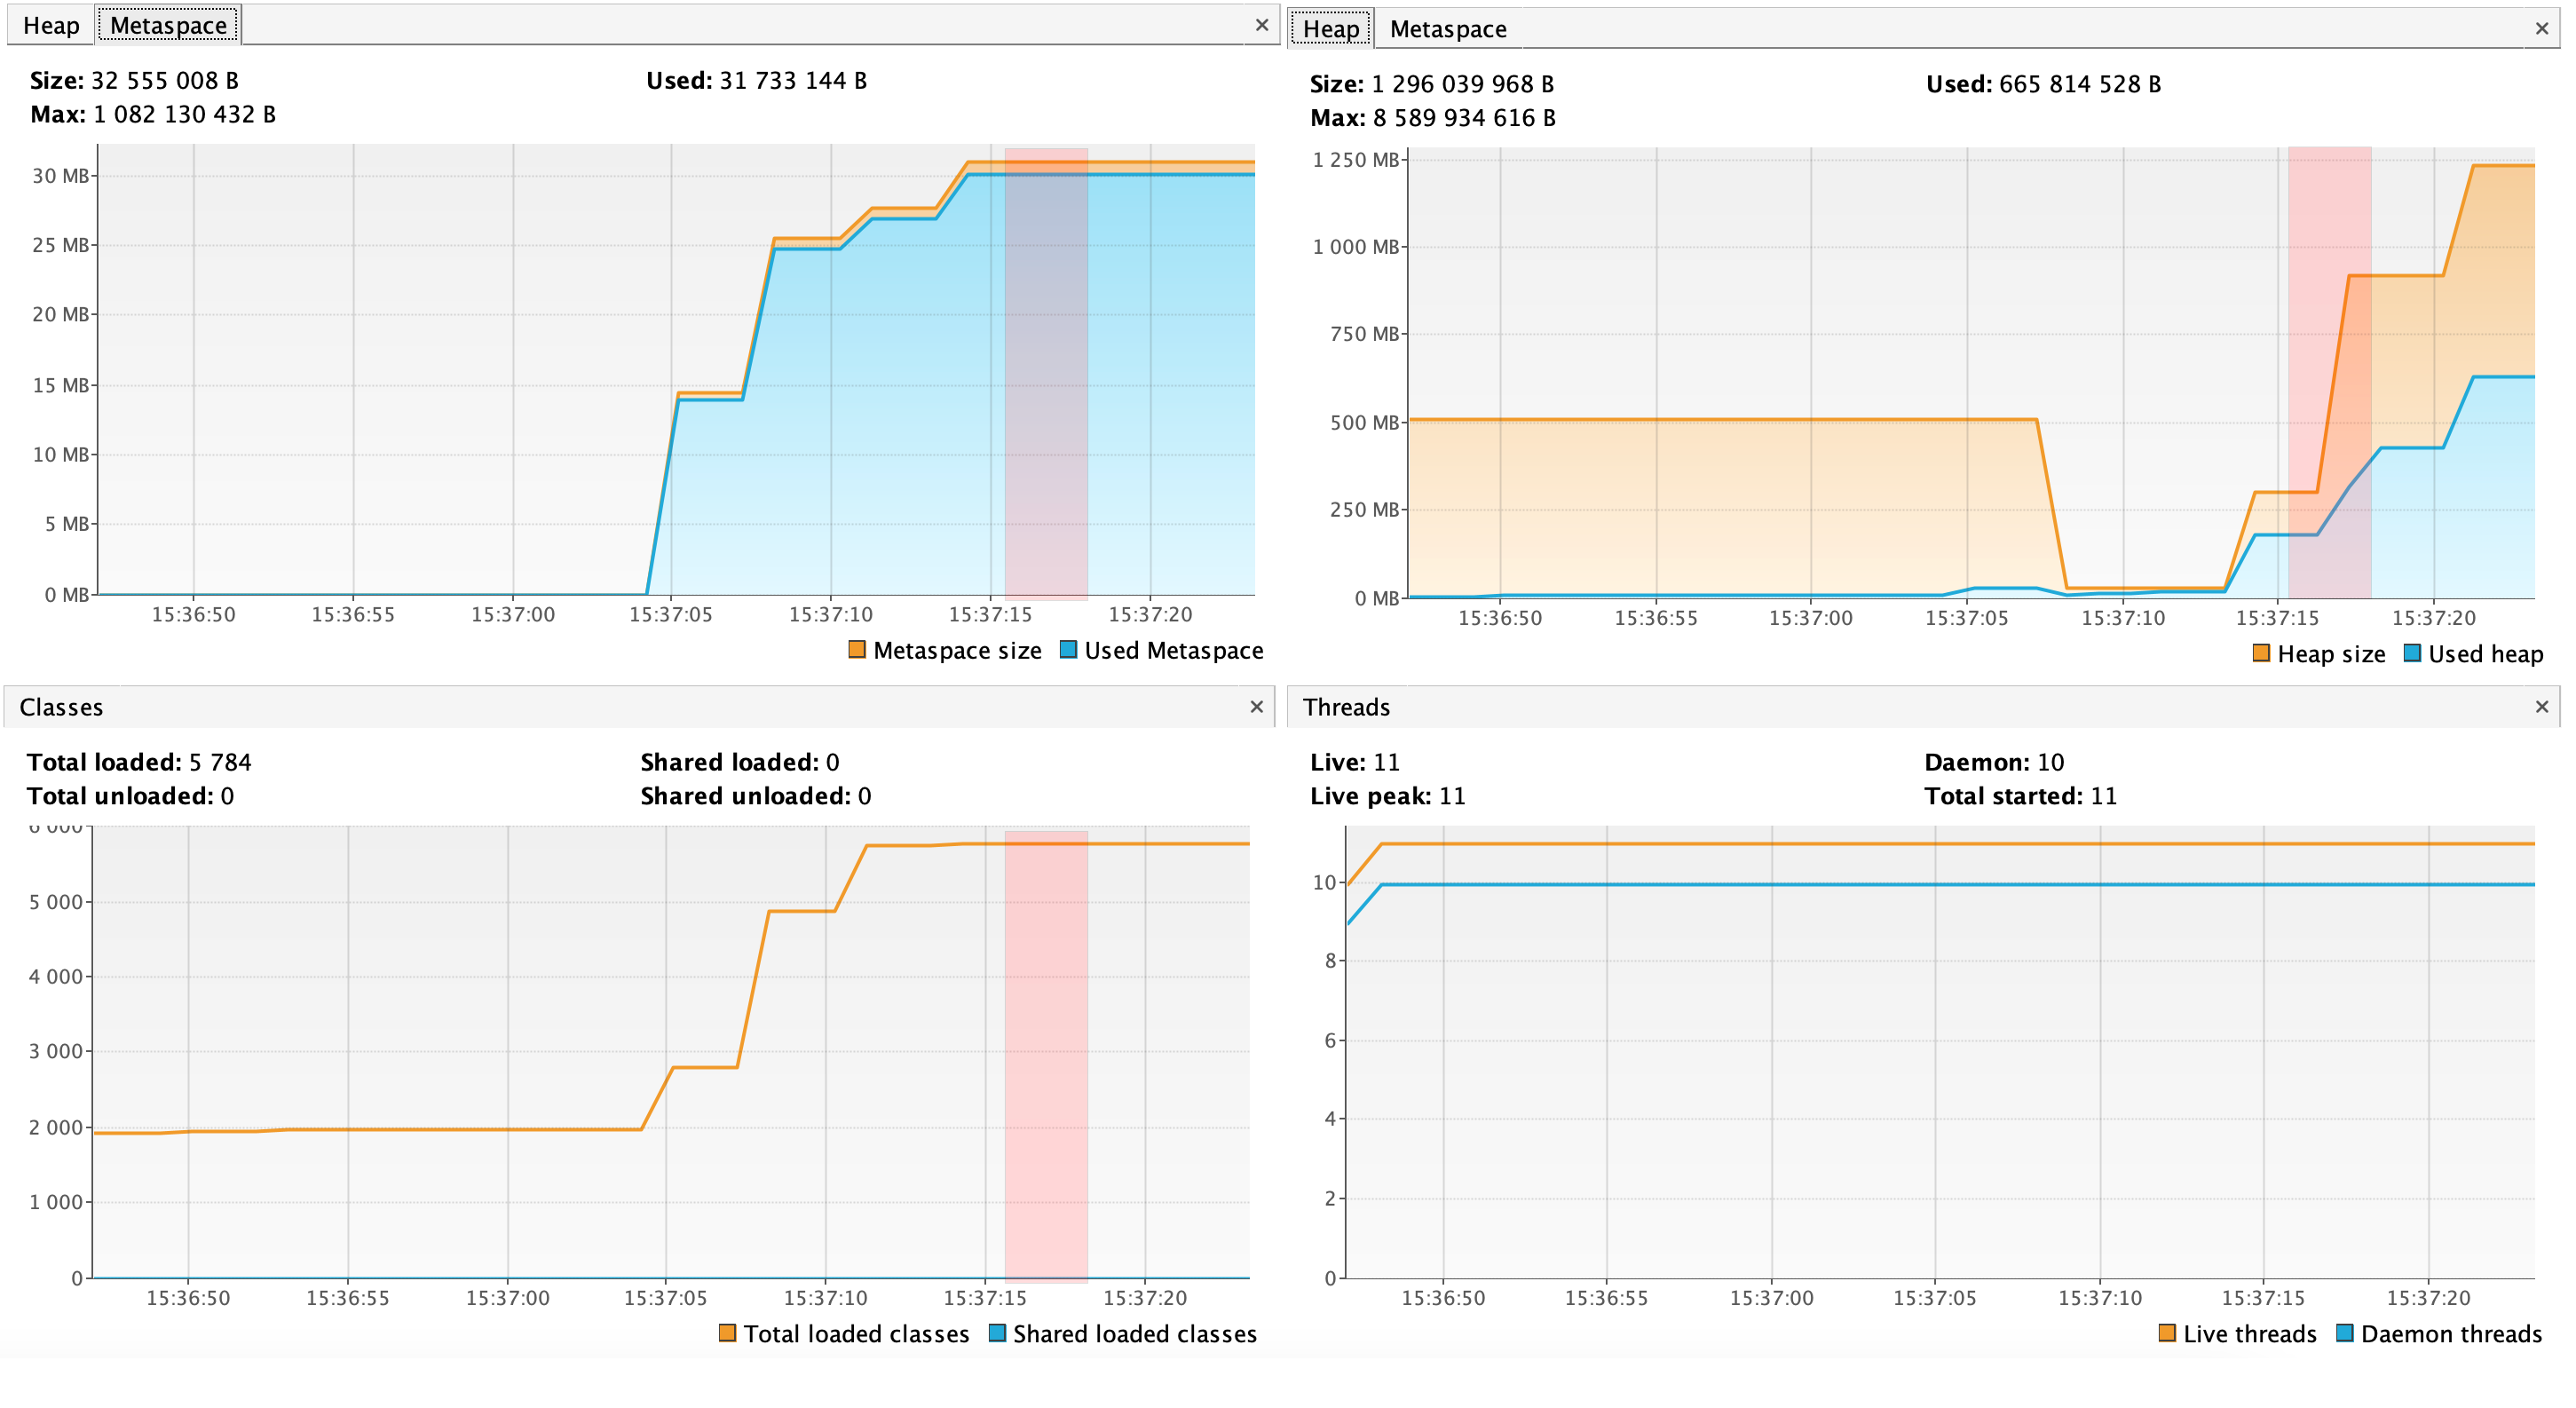 Heap Metaspace ×
Size: 32 555 008 B Used: 31 733 144 B
Max: 1 082 130 432 B
30 MB
25 MB
20 MB
15 MB
10 MB
5 MB
0 MB
15:36:50 15:36:55 15:37:00 15:37:05 15:37:10 15:37:15 15:37:20
Metaspace size Used Metaspace
Heap Metaspace ×
Size: 1 296 039 968 B Used: 665 814 528 B
Max: 8 589 934 616 B
1 250 MB
1 000 MB
750 MB
500 MB
250 MB
0 MB
15:36:50 15:36:55 15:37:00 15:37:05 15:37:10 15:37:15 15:37:20
Heap size Used heap
Classes ×
Total loaded: 5 784 Shared loaded: 0
Total unloaded: 0 Shared unloaded: 0
6 000
5 000
4 000
3 000
2 000
1 000
0
15:36:50 15:36:55 15:37:00 15:37:05 15:37:10 15:37:15 15:37:20
Total loaded classes Shared loaded classes
Threads ×
Live: 11 Daemon: 10
Live peak: 11 Total started: 11
10
8
6
4
2
0
15:36:50 15:36:55 15:37:00 15:37:05 15:37:10 15:37:15 15:37:20
Live threads Daemon threads